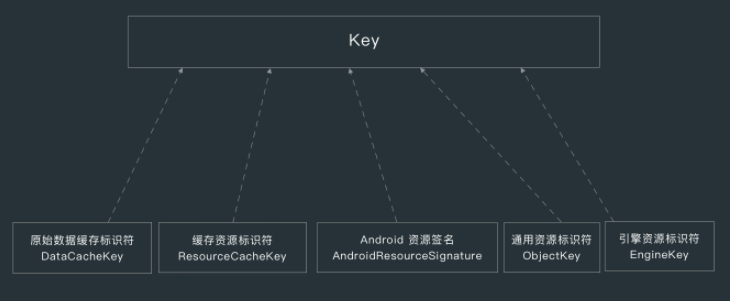 Key
原始数据缓存标识符
DataCacheKey
缓存资源标识符
ResourceCacheKey
Android 资源签名
AndroidResourceSignature
通用资源标识符
ObjectKey
引擎资源标识符
EngineKey